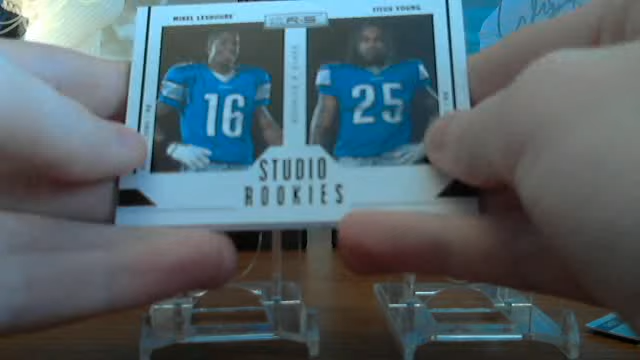 MIKEL LESHOURE
TITUS YOUNG
R&S
16
25
STUDIO
ROOKIES